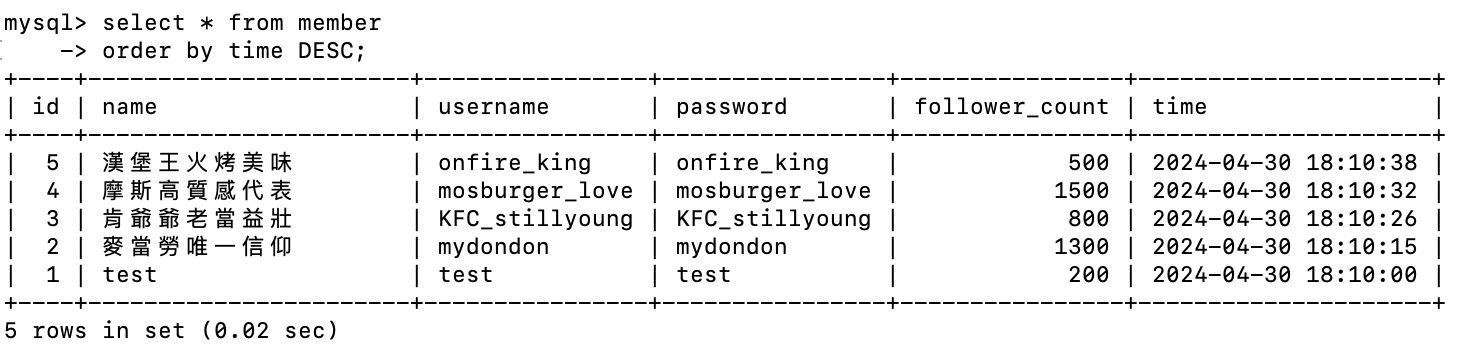 mysql> select * from member
    -> order by time DESC;
+----+-----------------------+----------------+----------------+----------------+---------------------+
| id | name                  | username       | password       | follower_count | time                |
+----+-----------------------+----------------+----------------+----------------+---------------------+
|  5 | 漢堡王火烤美味        | onfire_king    | onfire_king    |            500 | 2024-04-30 18:10:38 |
|  4 | 摩斯高質感代表        | mosburger_love | mosburger_love |           1500 | 2024-04-30 18:10:32 |
|  3 | 肯爺爺老當益壯        | KFC_stillyoung | KFC_stillyoung |            800 | 2024-04-30 18:10:26 |
|  2 | 麥當勞唯一信仰        | mydondon       | mydondon       |           1300 | 2024-04-30 18:10:15 |
|  1 | test                  | test           | test           |            200 | 2024-04-30 18:10:00 |
+----+-----------------------+----------------+----------------+----------------+---------------------+
5 rows in set (0.02 sec)